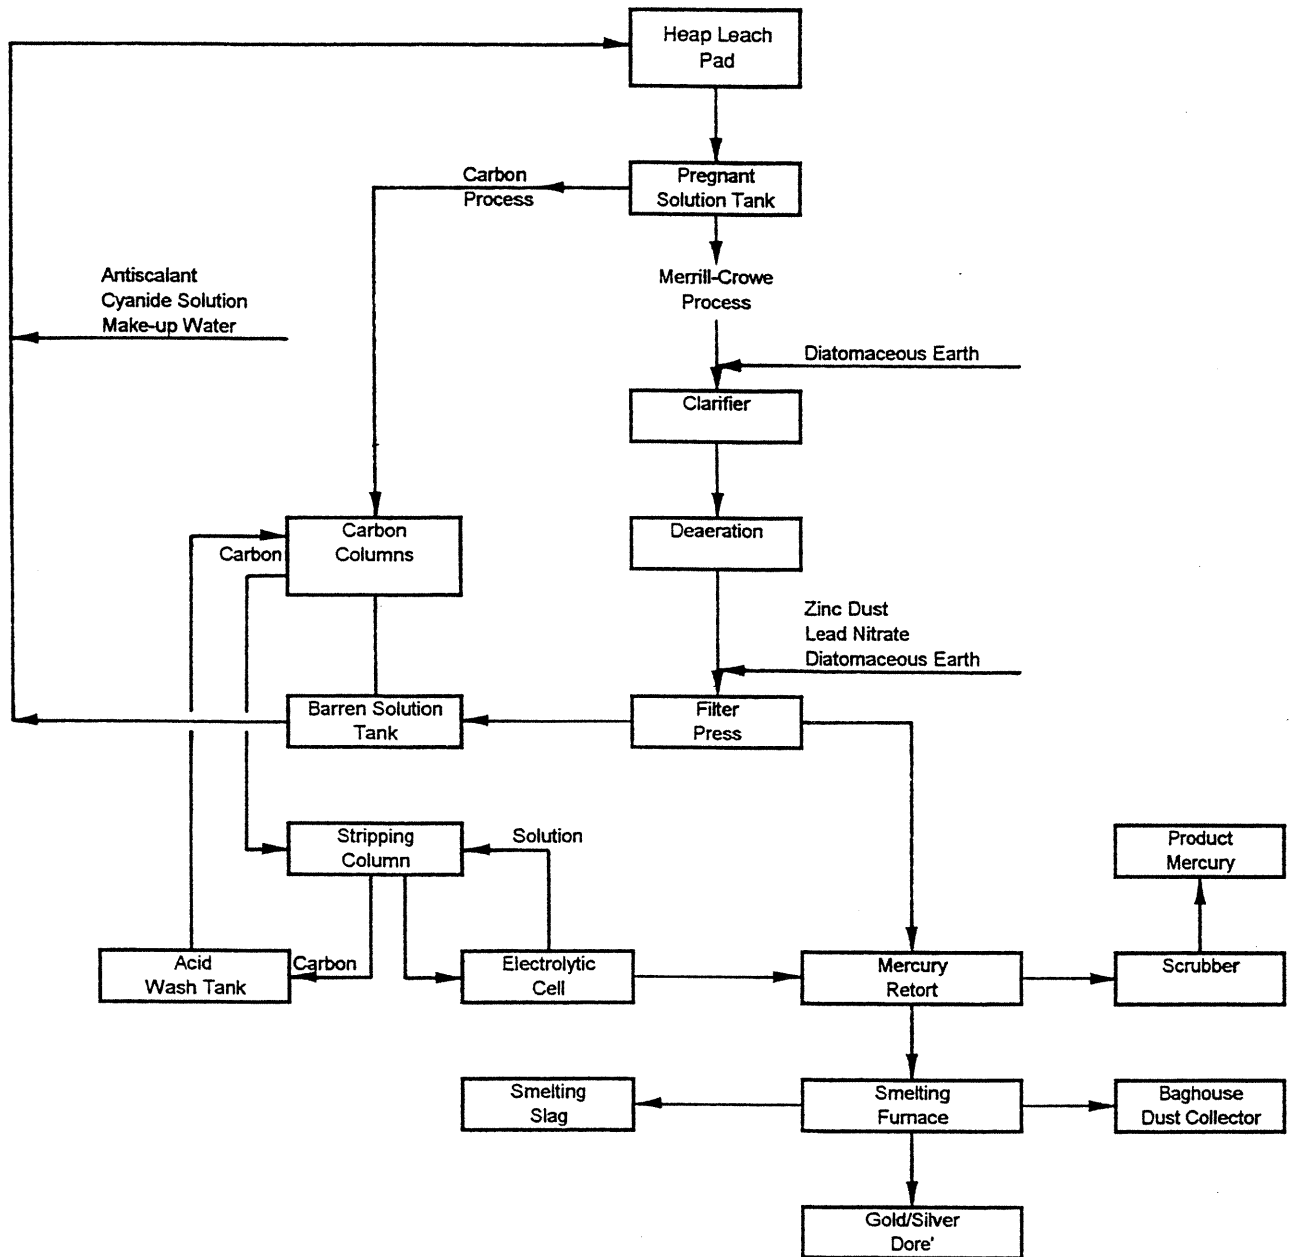 Heap Leach
Pad
Carbon
Process
Pregnant
Solution Tank
Antiscalant
Cyanide Solution
Make-up Water
Merrill-Crowe
Process
Diatomaceous Earth
Clarifier
Carbon
Columns
Carbon
Deaeration
Zinc Dust
Lead Nitrate
Diatomaceous Earth
Barren Solution
Tank
Filter
Press
Stripping
Column
Solution
Product
Mercury
Acid
Wash Tank
Carbon
Electrolytic
Cell
Mercury
Retort
Scrubber
Smelting
Slag
Smelting
Furnace
Baghouse
Dust Collector
Gold/Silver
Dore'